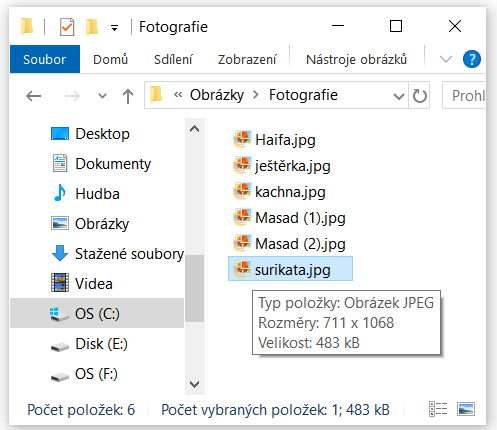 Fotografie
Soubor Domů Sdílení Zobrazení Nástroje obrázků
« Obrázky Fotografie Prohl
Desktop
Dokumenty
Hudba
Obrázky
Stažené soubory
Videa
OS (C:)
Disk (E:)
OS (F:)
Haifa.jpg
ještěrka.jpg
kachna.jpg
Masad (1).jpg
Masad (2).jpg
surikata.jpg
Typ položky: Obrázek JPEG
Rozměry: 711 x 1068
Velikost: 483 kB
Počet položek: 6 Počet vybraných položek: 1; 483 kB